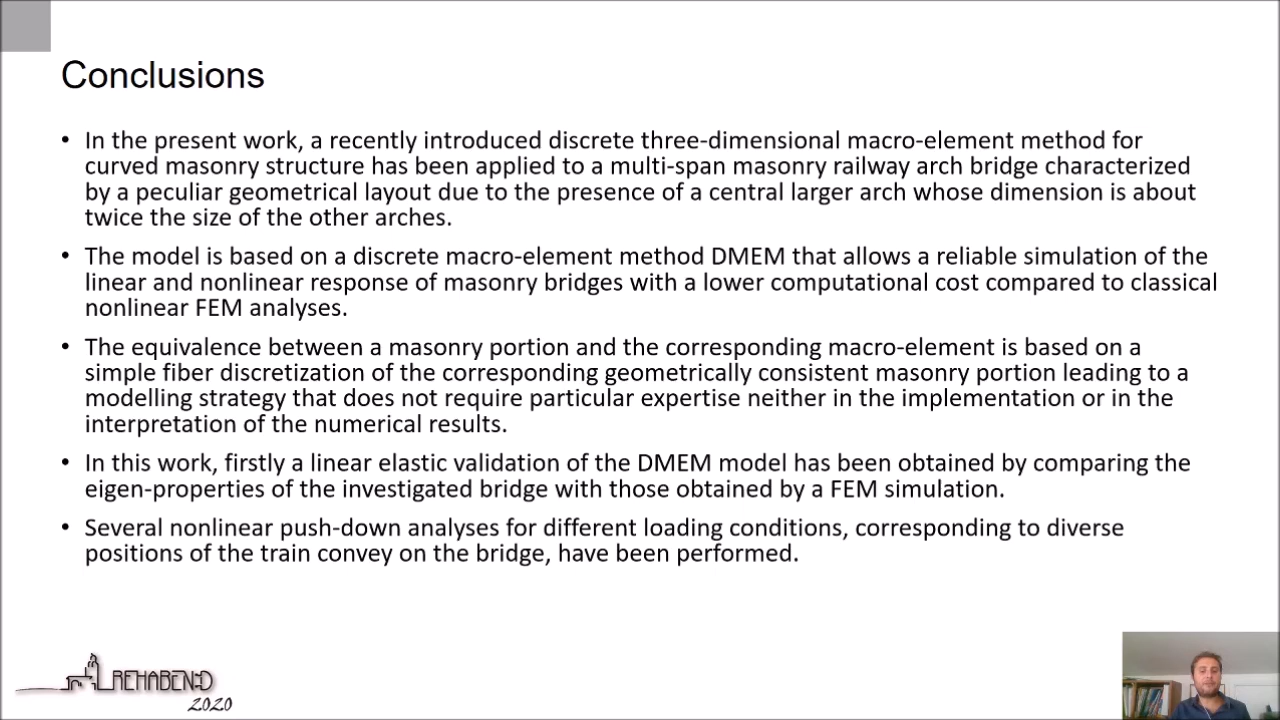 Conclusions
• In the present work, a recently introduced discrete three-dimensional macro-element method for
curved masonry structure has been applied to a multi-span masonry railway arch bridge characterized
by a peculiar geometrical layout due to the presence of a central larger arch whose dimension is about
twice the size of the other arches.
• The model is based on a discrete macro-element method DMEM that allows a reliable simulation of the
linear and nonlinear response of masonry bridges with a lower computational cost compared to classical
nonlinear FEM analyses.
• The equivalence between a masonry portion and the corresponding macro-element is based on a
simple fiber discretization of the corresponding geometrically consistent masonry portion leading to a
modelling strategy that does not require particular expertise neither in the implementation or in the
interpretation of the numerical results.
• In this work, firstly a linear elastic validation of the DMEM model has been obtained by comparing the
eigen-properties of the investigated bridge with those obtained by a FEM simulation.
• Several nonlinear push-down analyses for different loading conditions, corresponding to diverse
positions of the train convey on the bridge, have been performed.
REHABEND
2020